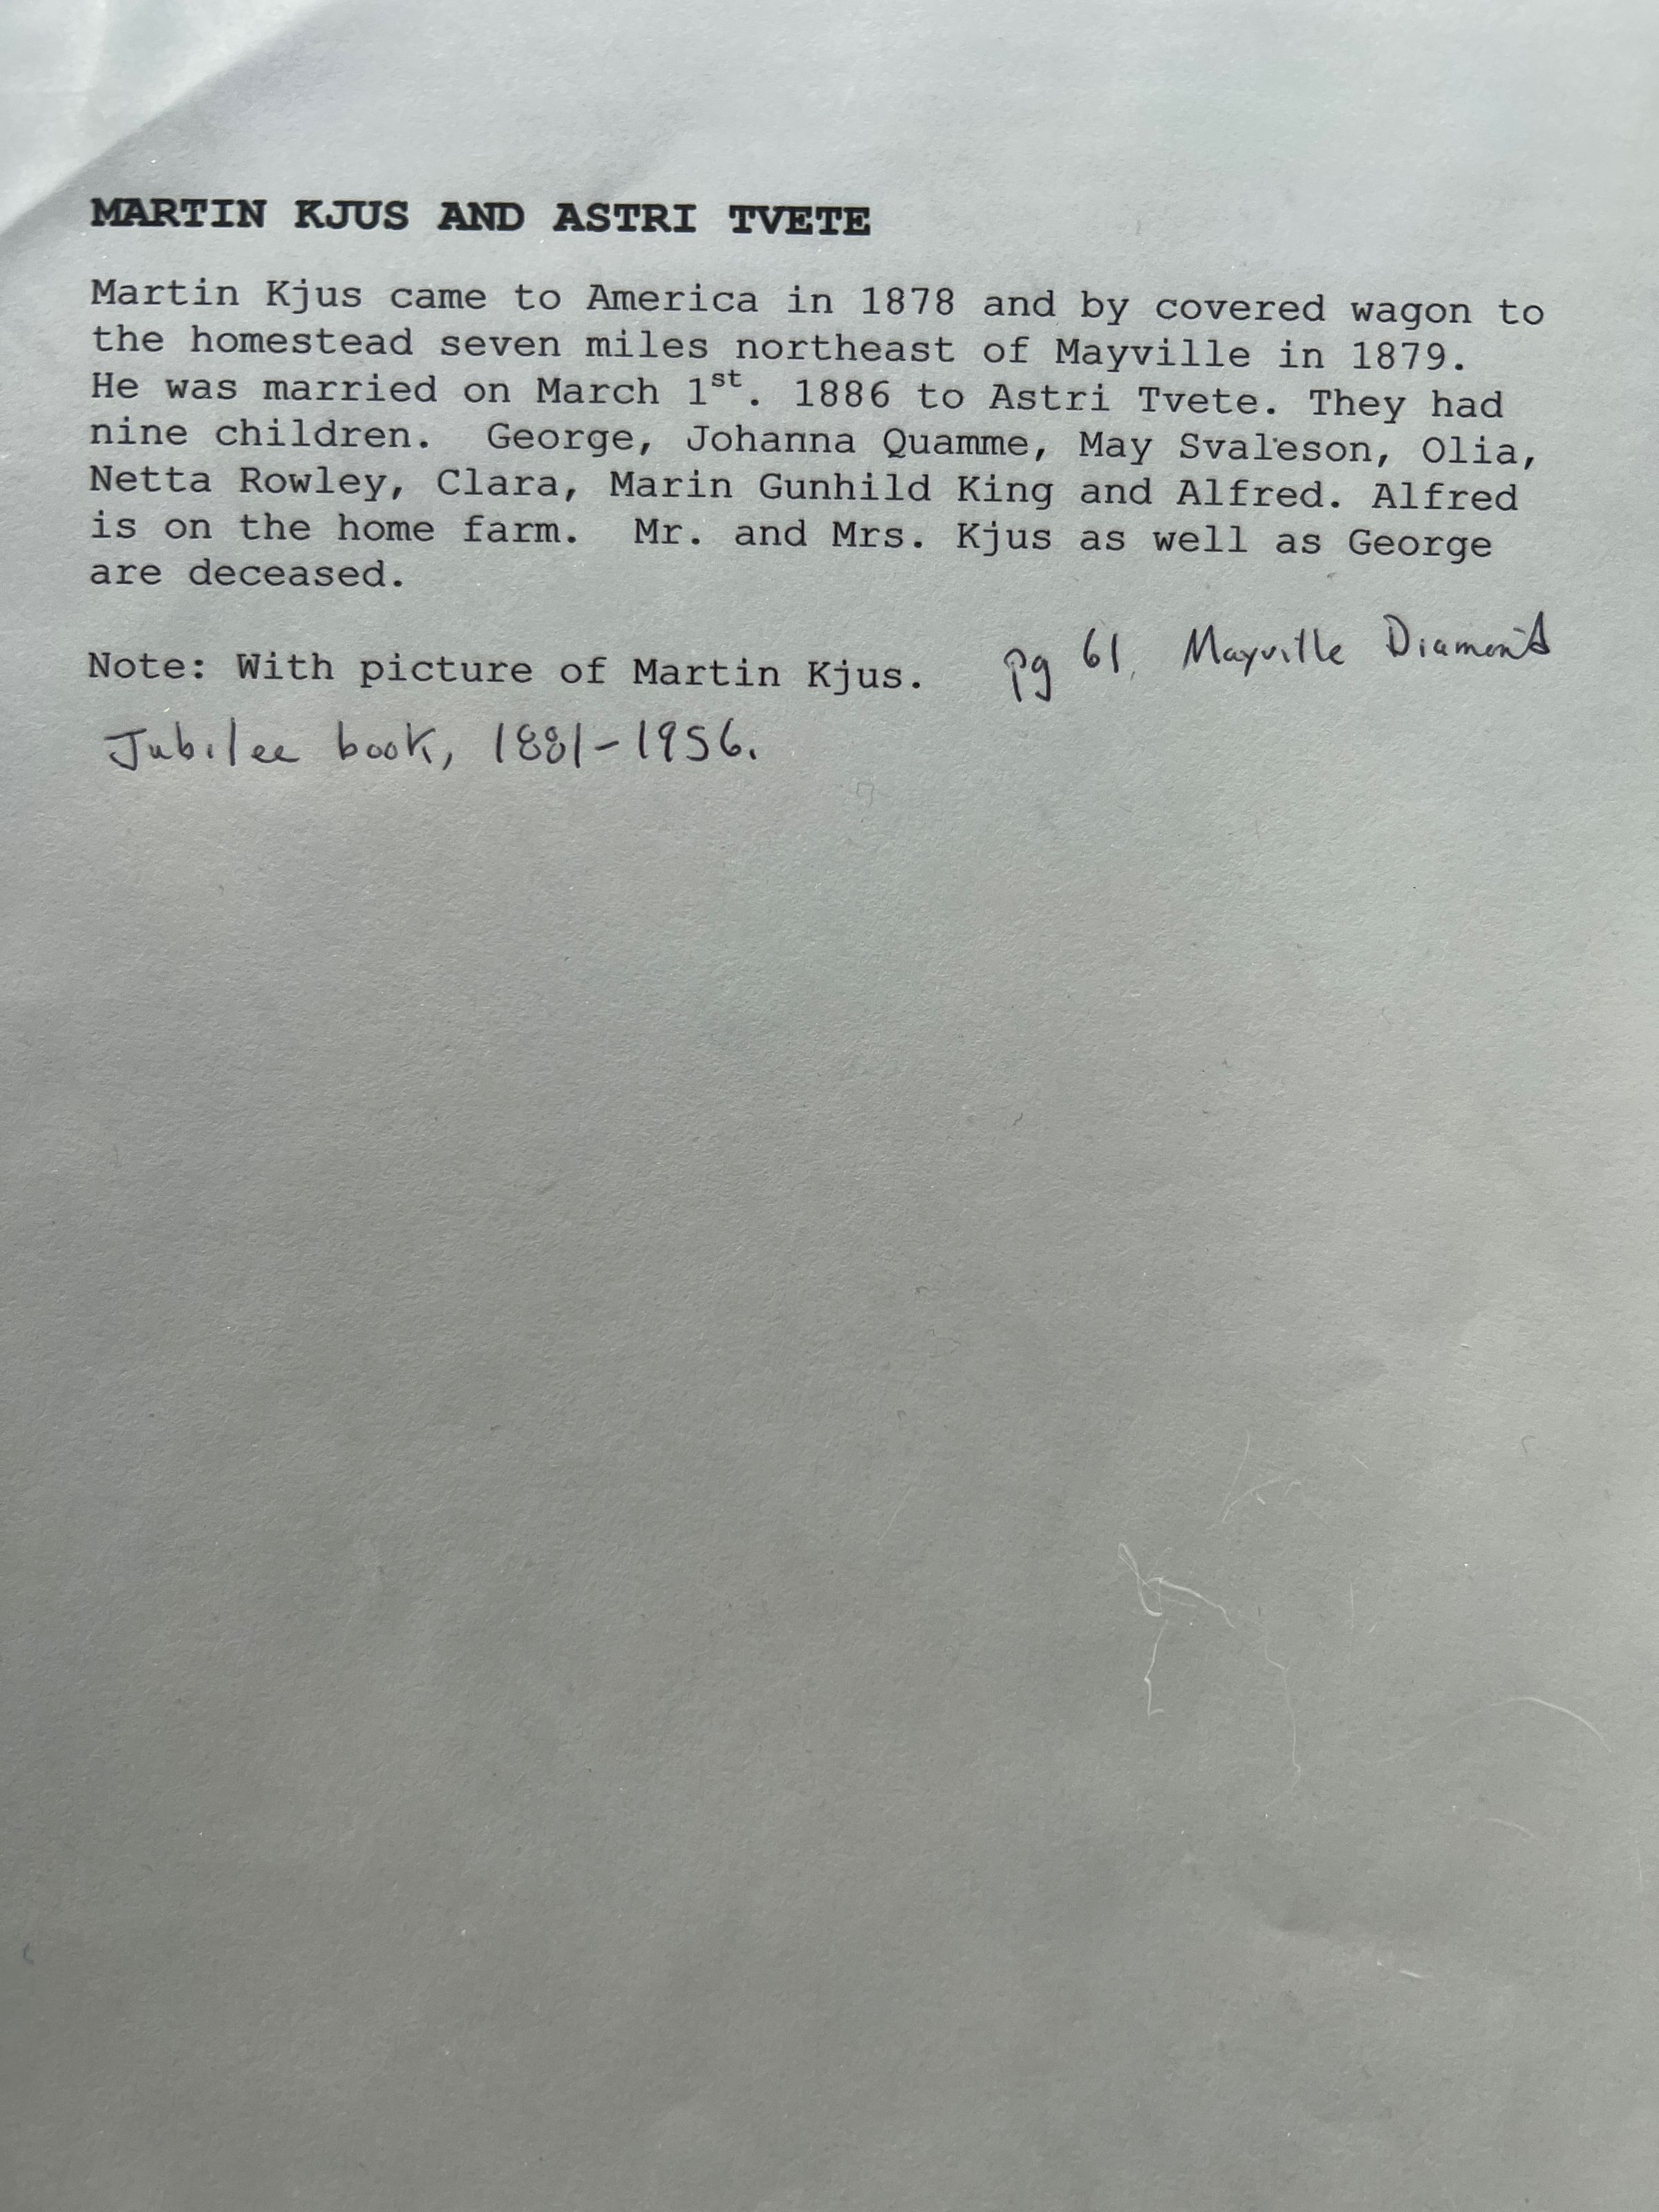 MARTIN KJUS AND ASTRI TVETE
Martin Kjus came to America in 1878 and by covered wagon to
the homestead seven miles northeast of Mayville in 1879.
He was married on March 1st. 1886 to Astri Tvete. They had
nine children.  George, Johanna Quamme, May Svaleson, Olia,
Netta Rowley, Clara, Marin Gunhild King and Alfred. Alfred
is on the home farm.  Mr. and Mrs. Kjus as well as George
are deceased.
Note: With picture of Martin Kjus. pg 61, Mayville Diamond
Jubilee book, 1881-1956.